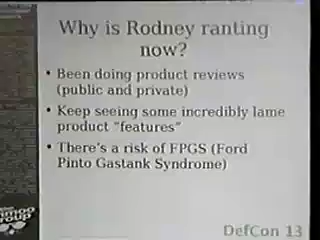 Why is Rodney ranting
now?
• Been doing product reviews
(public and private)
• Keep seeing some incredibly lame
product "features"
• There's a risk of FPGS (Ford
Pinto Gastank Syndrome)
group
DefCon 13